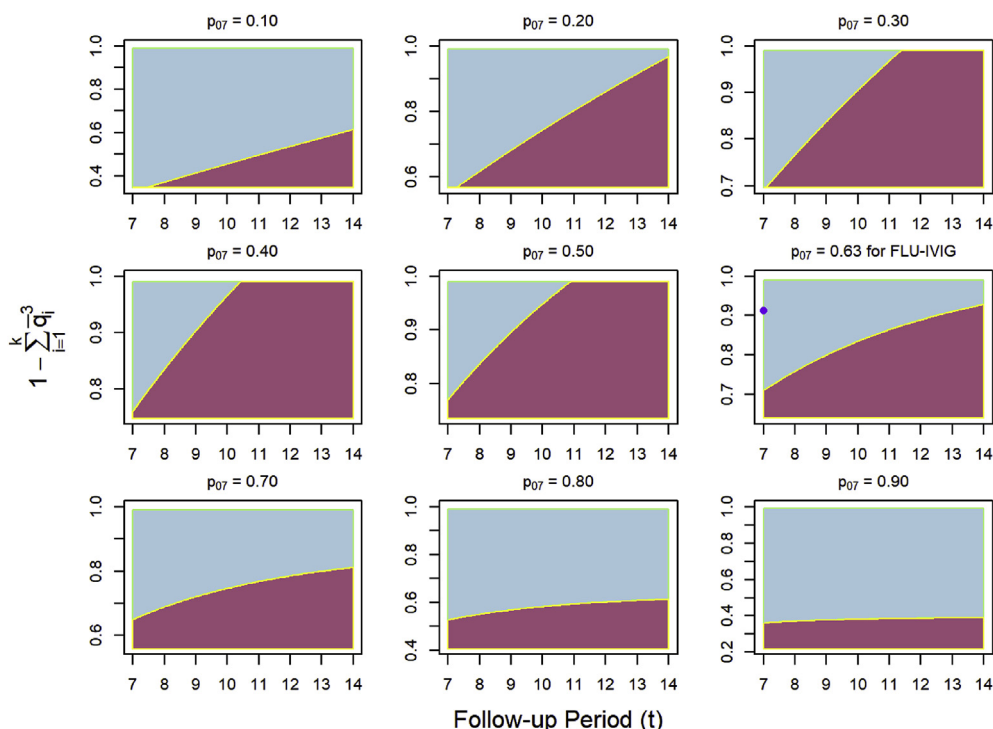 p07 = 0.10
p07 = 0.20
p07 = 0.30
1.0
0.8
0.6
0.4
7 8 9 10 11 12 13 14
1.0
0.8
0.6
7 8 9 10 11 12 13 14
1.0
0.9
0.8
0.7
7 8 9 10 11 12 13 14
p07 = 0.40
p07 = 0.50
p07 = 0.63 for FLU-IVIG
1.0
0.9
0.8
7 8 9 10 11 12 13 14
1.0
0.9
0.8
7 8 9 10 11 12 13 14
1.0
0.9
0.8
0.7
7 8 9 10 11 12 13 14
1 − ∑ i=1 k q̅i 3
p07 = 0.70
p07 = 0.80
p07 = 0.90
1.0
0.8
0.6
7 8 9 10 11 12 13 14
1.0
0.8
0.6
0.4
7 8 9 10 11 12 13 14
1.0
0.8
0.6
0.4
0.2
7 8 9 10 11 12 13 14
Follow-up Period (t)